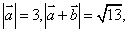 |a⃗| = 3, |a⃗ + b⃗| = √13,